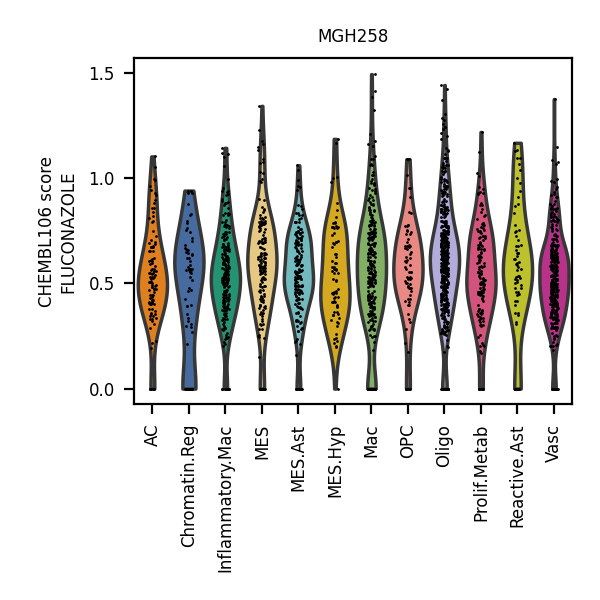 MGH258
CHEMBL106 score
FLUCONAZOLE
1.5
1.0
0.5
0.0
AC
Chromatin.Reg
Inflammatory.Mac
MES
MES.Ast
MES.Hyp
Mac
OPC
Oligo
Prolif.Metab
Reactive.Ast
Vasc